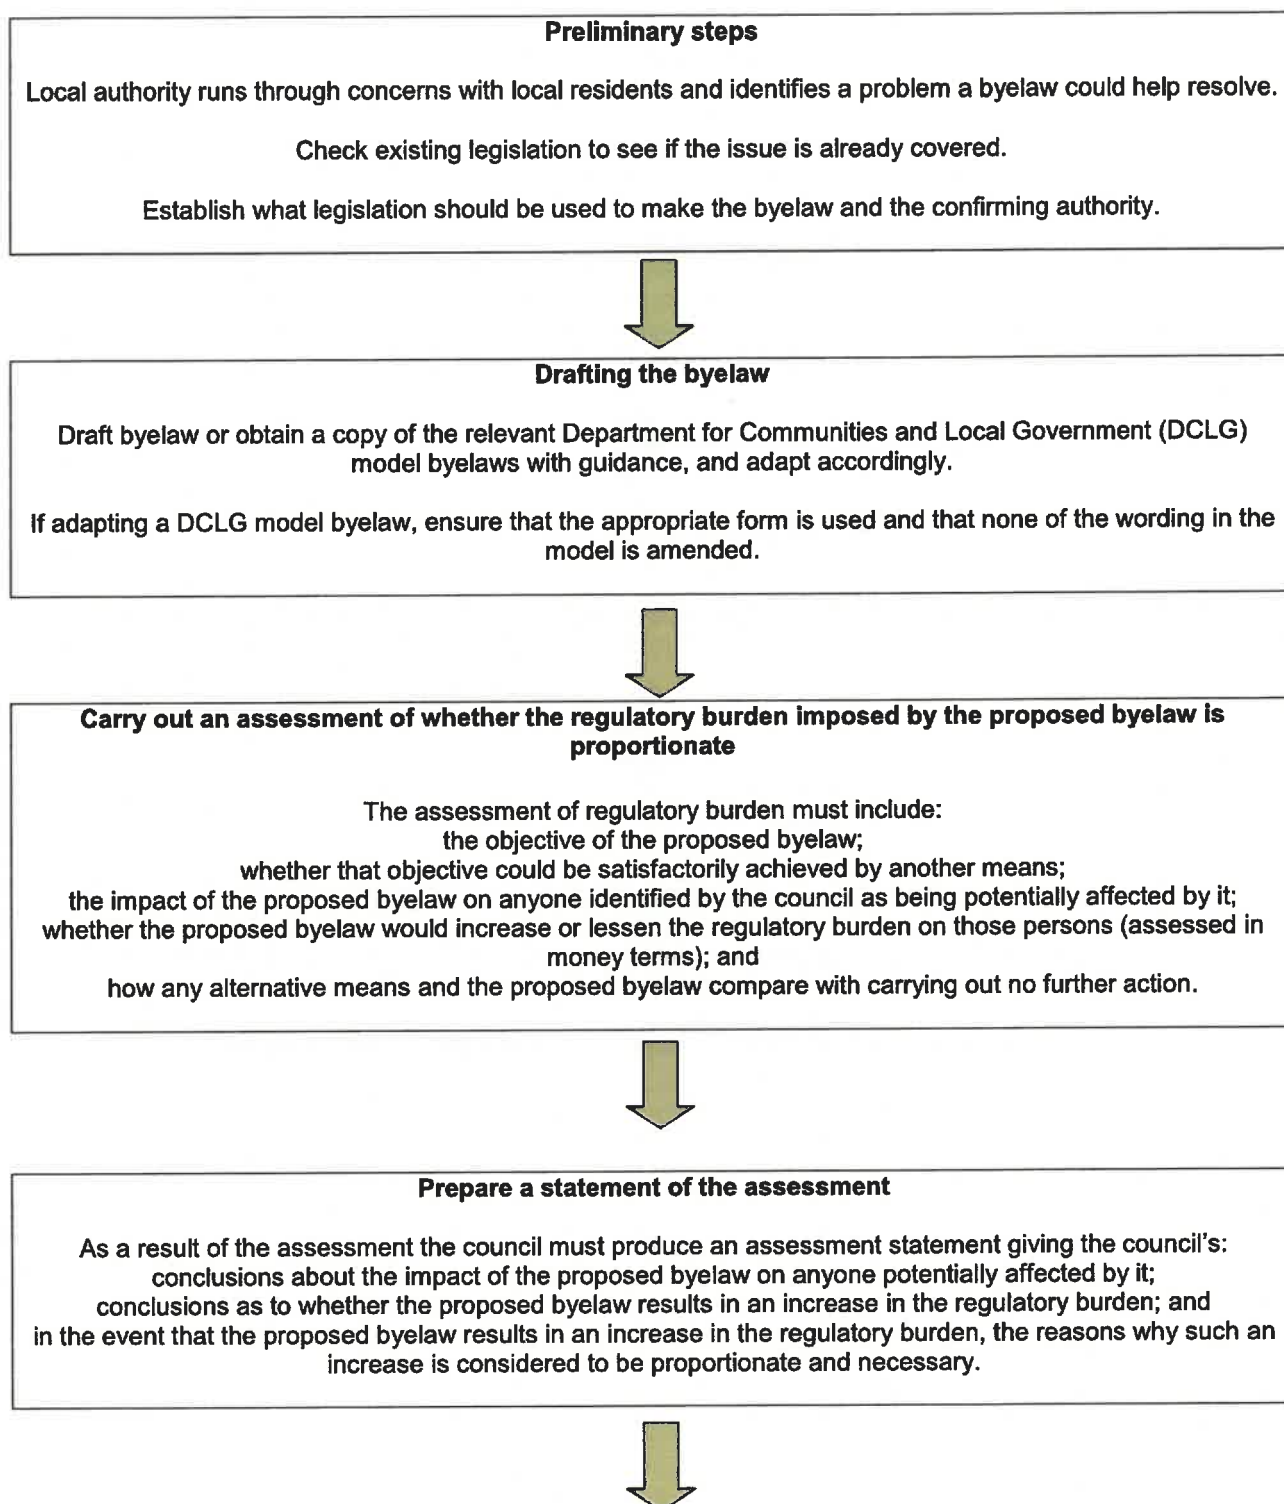 Preliminary steps
Local authority runs through concerns with local residents and identifies a problem a byelaw could help resolve.
Check existing legislation to see if the issue is already covered.
Establish what legislation should be used to make the byelaw and the confirming authority.
Drafting the byelaw
Draft byelaw or obtain a copy of the relevant Department for Communities and Local Government (DCLG)
model byelaws with guidance, and adapt accordingly.
If adapting a DCLG model byelaw, ensure that the appropriate form is used and that none of the wording in the
model is amended.
Carry out an assessment of whether the regulatory burden imposed by the proposed byelaw is
proportionate
The assessment of regulatory burden must include:
the objective of the proposed byelaw;
whether that objective could be satisfactorily achieved by another means;
the impact of the proposed byelaw on anyone identified by the council as being potentially affected by it;
whether the proposed byelaw would increase or lessen the regulatory burden on those persons (assessed in
money terms); and
how any alternative means and the proposed byelaw compare with carrying out no further action.
Prepare a statement of the assessment
As a result of the assessment the council must produce an assessment statement giving the council's:
conclusions about the impact of the proposed byelaw on anyone potentially affected by it;
conclusions as to whether the proposed byelaw results in an increase in the regulatory burden; and
in the event that the proposed byelaw results in an increase in the regulatory burden, the reasons why such an
increase is considered to be proportionate and necessary.